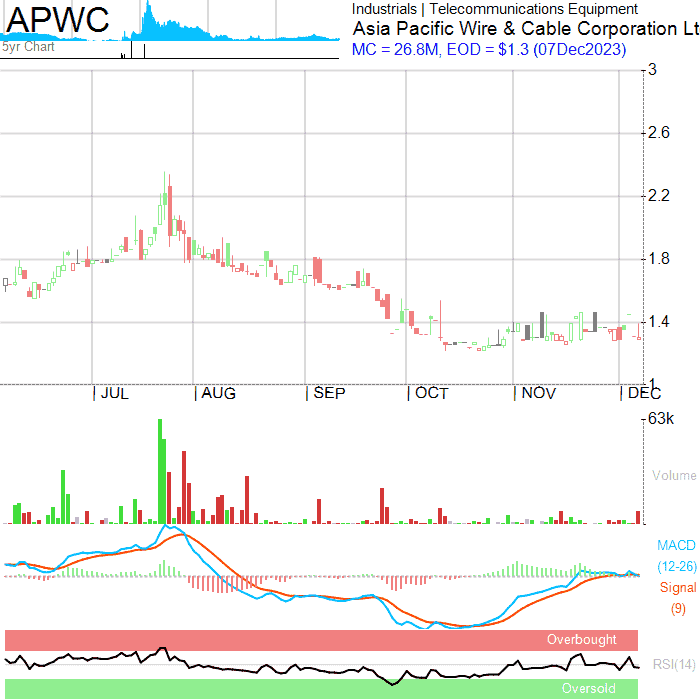 APWC
5yr Chart
Industrials | Telecommunications Equipment
Asia Pacific Wire & Cable Corporation Lt
MC = 26.8M, EOD = $1.3 (07Dec2023)
3
2.6
2.2
1.8
1.4
1
JUL AUG SEP OCT NOV DEC
63k
Volume
MACD
(12-26)
Signal
(9)
Overbought
RSI(14)
Oversold